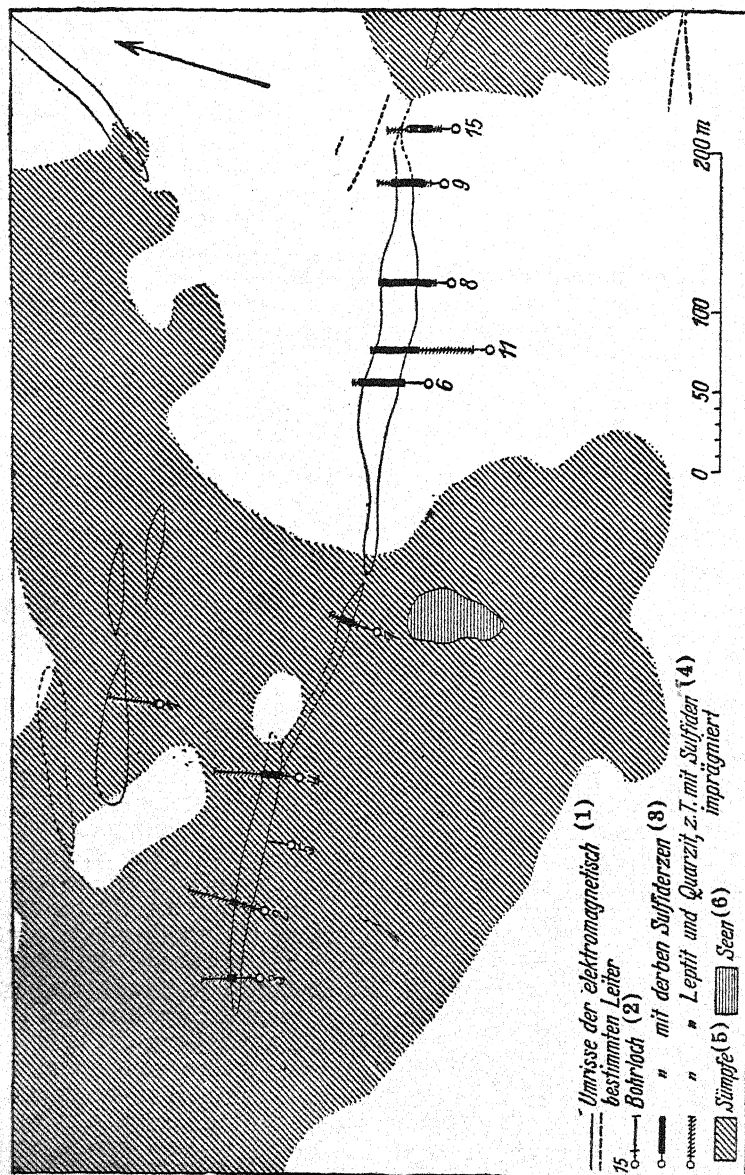 15
9
8
11
6
0 50 100 200 m
Umrisse der elektromagnetisch (1)
bestimmten Leiter
15 Bohrloch (2)
" mit derben Sulfiderzen (3)
" " Leptit und Quarzit, z.T. mit Sulfiden (4)
imprägniert
Sümpfe (5) Seen (6)